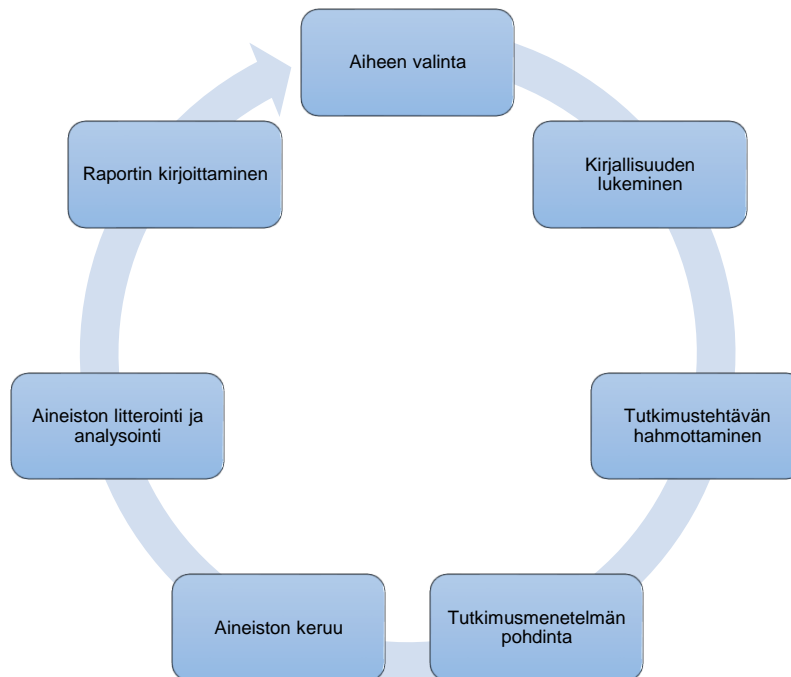 Aiheen valinta
Kirjallisuuden
lukeminen
Tutkimustehtävän
hahmottaminen
Tutkimusmenetelmän
pohdinta
Aineiston keruu
Aineiston litterointi ja
analysointi
Raportin kirjoittaminen